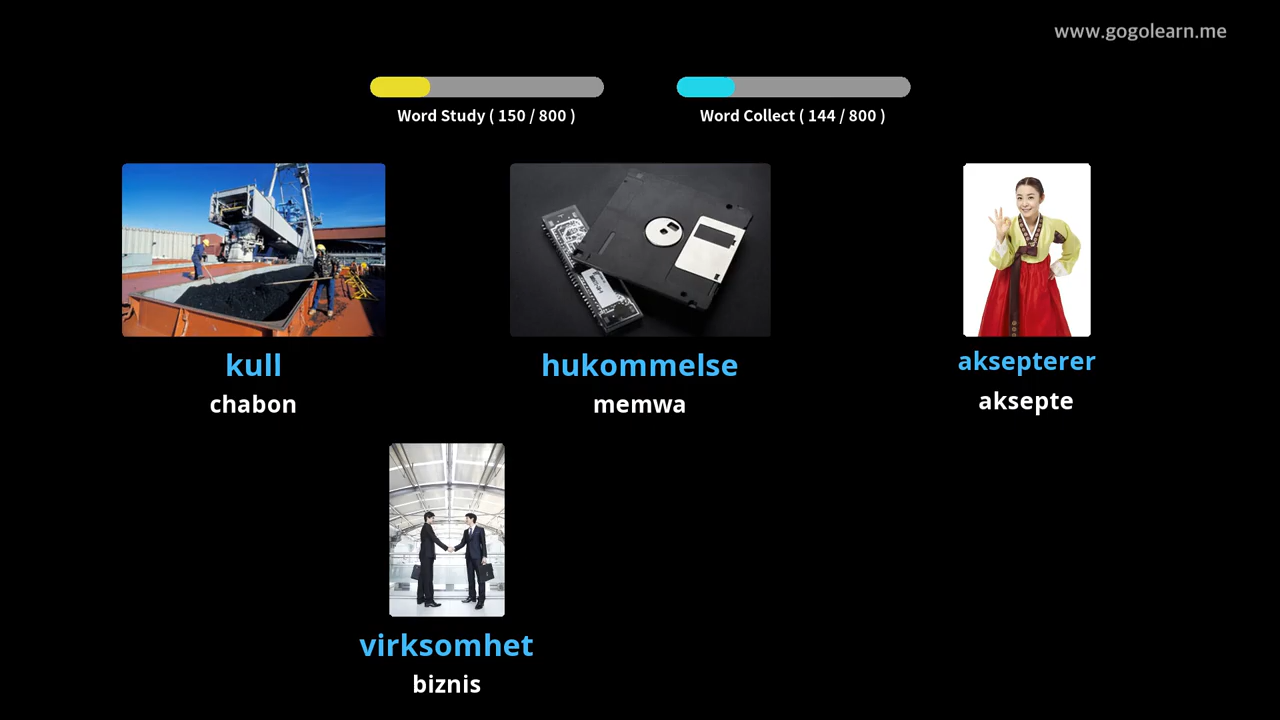 www.gogolearn.me
Word Study ( 150 / 800 )
Word Collect ( 144 / 800 )
kull
chabon
hukommelse
memwa
aksepterer
aksepte
virksomhet
biznis